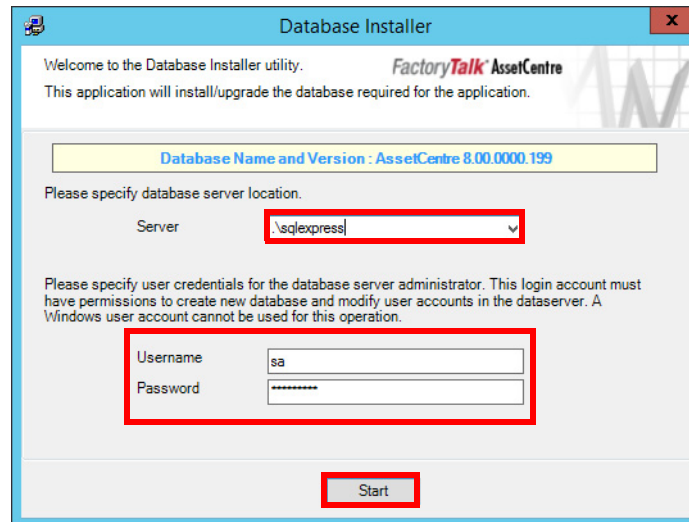 Database Installer
x
Welcome to the Database Installer utility.
FactoryTalk® AssetCentre
This application will install/upgrade the database required for the application.
Database Name and Version : AssetCentre 8.00.0000.199
Please specify database server location.
Server
.\sqlexpress
Please specify user credentials for the database server administrator. This login account must
have permissions to create new database and modify user accounts in the dataserver. A
Windows user account cannot be used for this operation.
Username
sa
Password
*********
Start